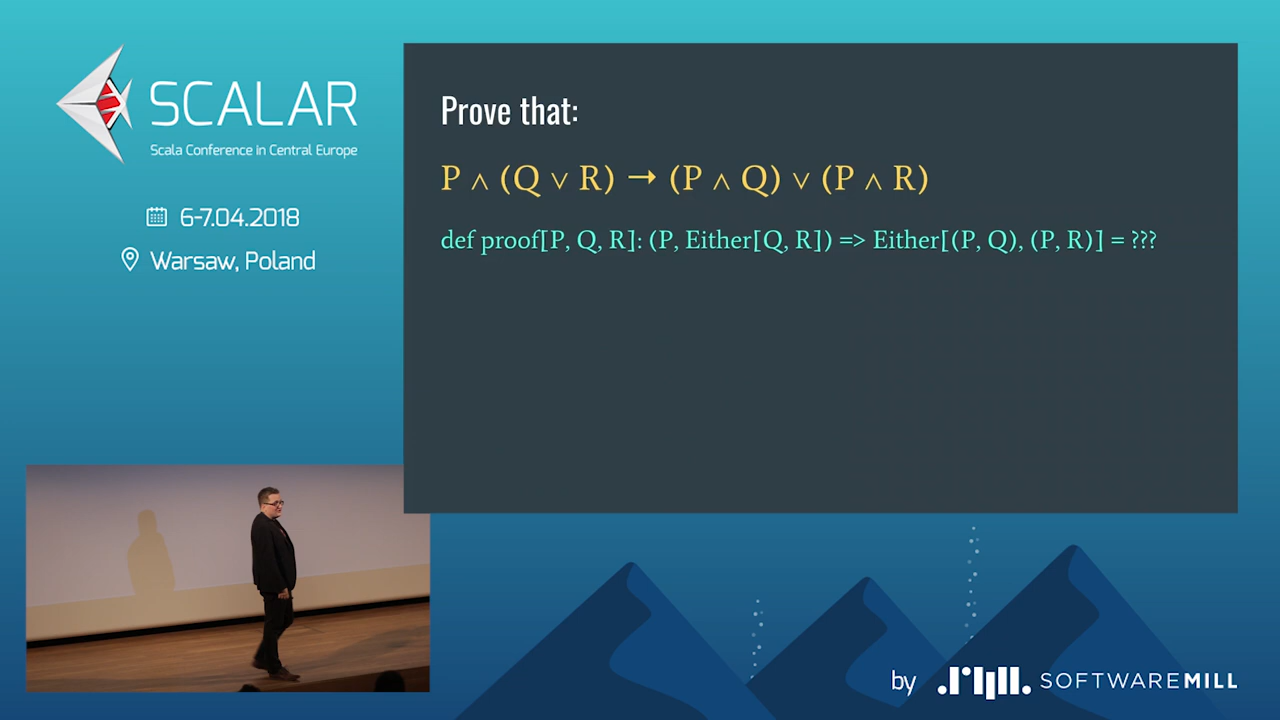 SCALAR
Scala Conference in Central Europe
6-7.04.2018
Warsaw, Poland
Prove that:
P ∧ (Q ∨ R) → (P ∧ Q) ∨ (P ∧ R)
def proof[P, Q, R]: (P, Either[Q, R]) => Either[(P, Q), (P, R)] = ???
by SOFTWAREMILL